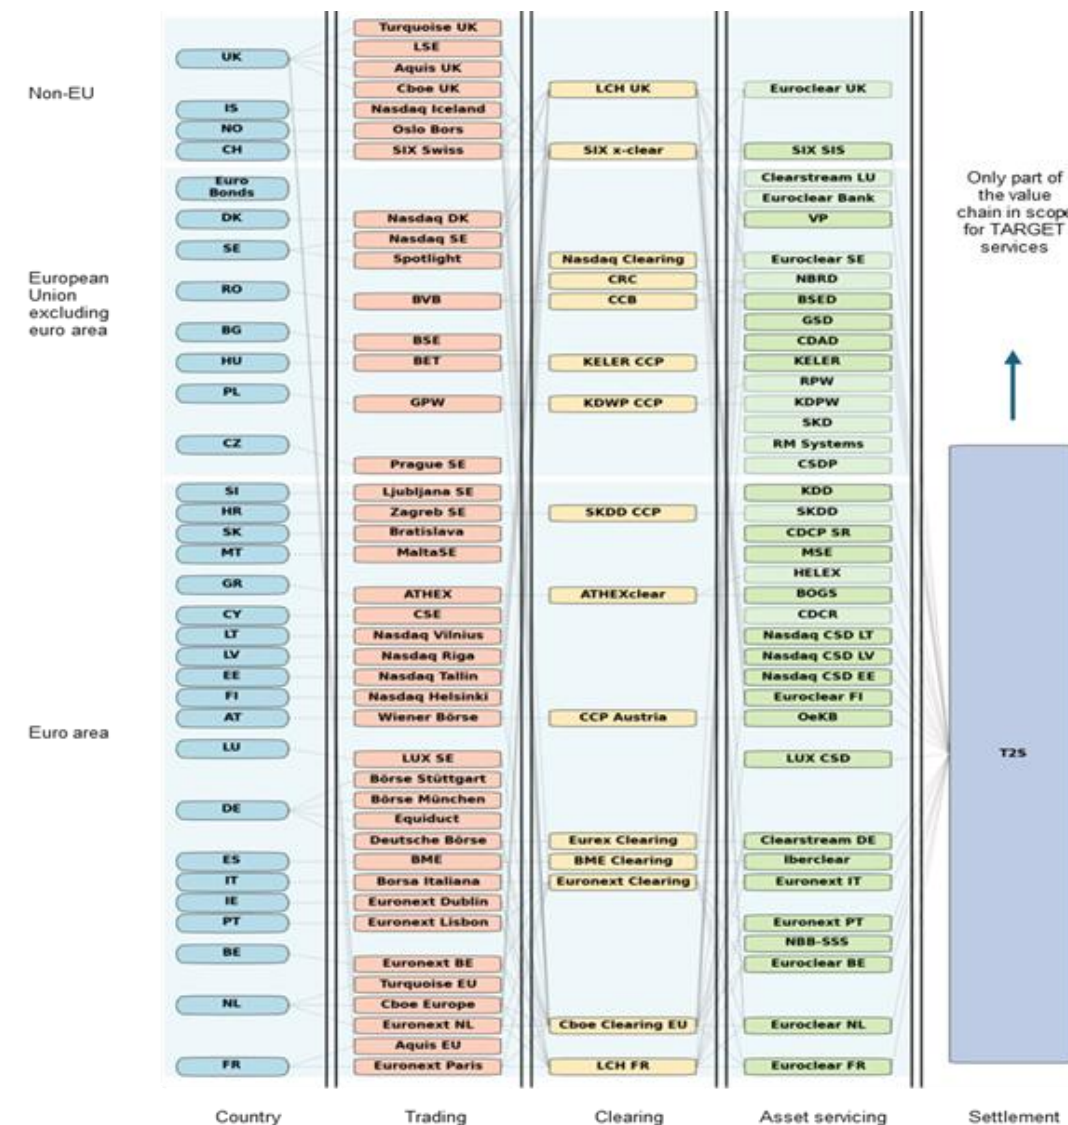 Non-EU
European
Union
excluding
euro area
Euro area
UK
IS
NO
CH
Euro
Bonds
DK
SE
RO
BG
HU
PL
CZ
SI
HR
SK
MT
GR
CY
LT
LV
EE
FI
AT
LU
DE
ES
IT
IE
PT
BE
NL
FR
Country
Turquoise UK
LSE
Aquis UK
Cboe UK
Nasdaq Iceland
Oslo Bors
SIX Swiss
Nasdaq DK
Nasdaq SE
Spotlight
BVB
BSE
BET
GPW
Prague SE
Ljubljana SE
Zagreb SE
Bratislava
MaltaSE
ATHEX
CSE
Nasdaq Vilnius
Nasdaq Riga
Nasdaq Tallin
Nasdaq Helsinki
Wiener Börse
LUX SE
Börse Stüttgart
Börse München
Equiduct
Deutsche Börse
BME
Borsa Italiana
Euronext Dublin
Euronext Lisbon
Euronext BE
Turquoise EU
Cboe Europe
Euronext NL
Aquis EU
Euronext Paris
Trading
LCH UK
SIX x-clear
Nasdaq Clearing
CRC
CCB
KELER CCP
KDWP CCP
SKDD CCP
ATHEXclear
CCP Austria
Eurex Clearing
BME Clearing
Euronext Clearing
Cboe Clearing EU
LCH FR
Clearing
Euroclear UK
SIX SIS
Clearstream LU
Euroclear Bank
VP
Euroclear SE
NBRD
BSED
GSD
CDAD
KELER
RPW
KDPW
SKD
RM Systems
CSDP
KDD
SKDD
CDCP SR
MSE
HELEX
BOGS
CDCR
Nasdaq CSD LT
Nasdaq CSD LV
Nasdaq CSD EE
Euroclear FI
OeKB
LUX CSD
Clearstream DE
Iberclear
Euronext IT
Euronext PT
NBB-SSS
Euroclear BE
Euroclear NL
Euroclear FR
Asset servicing
Only part of
the value
chain in scope
for TARGET
services
T2S
Settlement